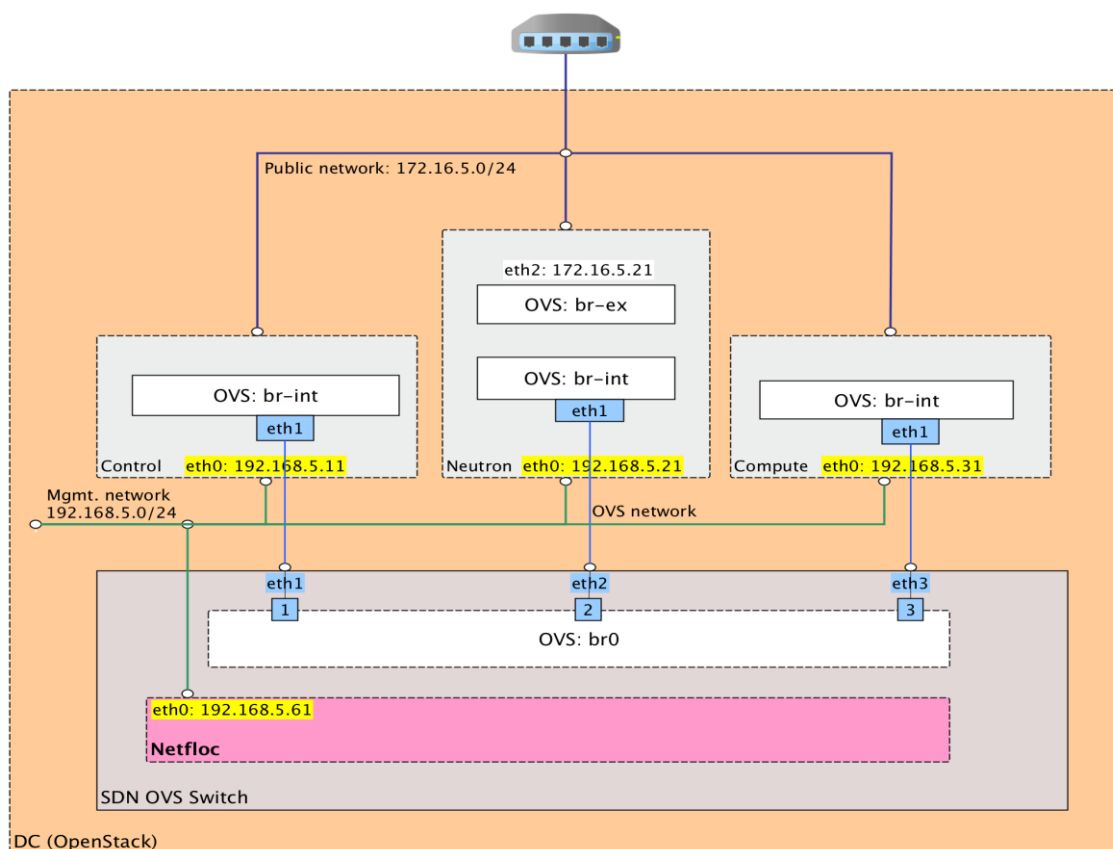 Public network: 172.16.5.0/24
eth2: 172.16.5.21
OVS: br-ex
OVS: br-int
eth1
Control eth0: 192.168.5.11
OVS: br-int
eth1
Neutron eth0: 192.168.5.21
OVS: br-int
eth1
Compute eth0: 192.168.5.31
Mgmt. network
192.168.5.0/24
OVS network
eth1
eth2
eth3
1
2
3
OVS: br0
eth0: 192.168.5.61
Netfloc
SDN OVS Switch
DC (OpenStack)